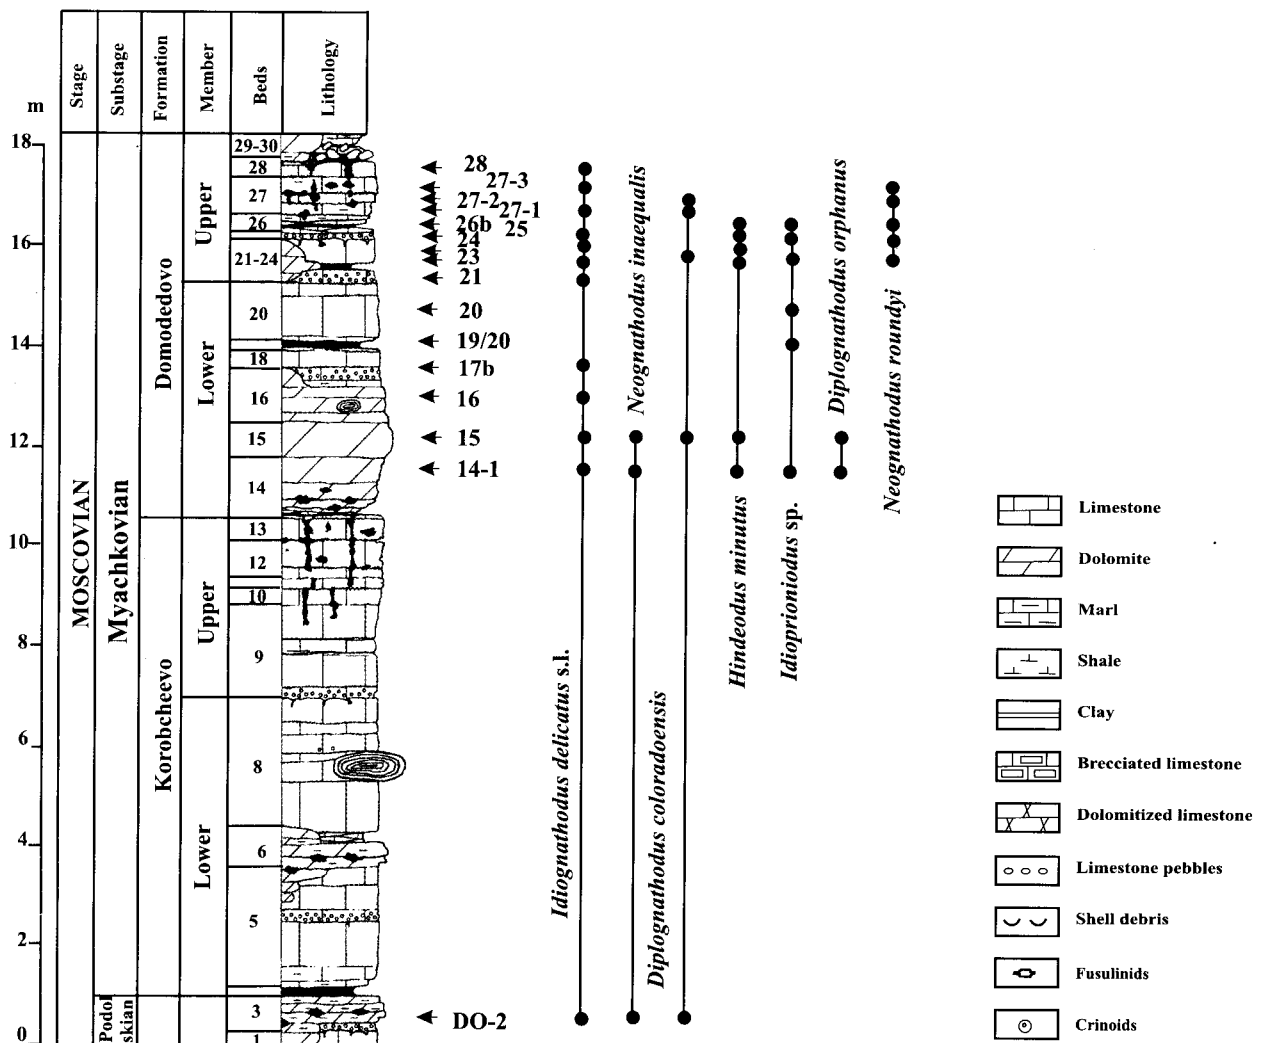 m
Stage
Substage
Formation
Member
Beds
Lithology
18
16
14
12
10
8
6
4
2
0
MOSCOVIAN
Myachkovian
Podol
skian
Domodedovo
Korobcheevo
Upper
Lower
Upper
Lower
29-30
28
27
26
21-24
20
18
16
15
14
13
12
10
9
8
6
5
3
1
28
27-3
27-2
27-1
26b
25
24
23
21
20
19/20
17b
16
15
14-1
DO-2
Idiognathodus delicatus s.l.
Neognathodus inaequalis
Diplognathodus coloradoensis
Hindeodus minutus
Idioprioniodus sp.
Diplognathodus orphanus
Neognathodus roundyi
Limestone
Dolomite
Marl
Shale
Clay
Brecciated limestone
Dolomitized limestone
Limestone pebbles
Shell debris
Fusulinids
Crinoids